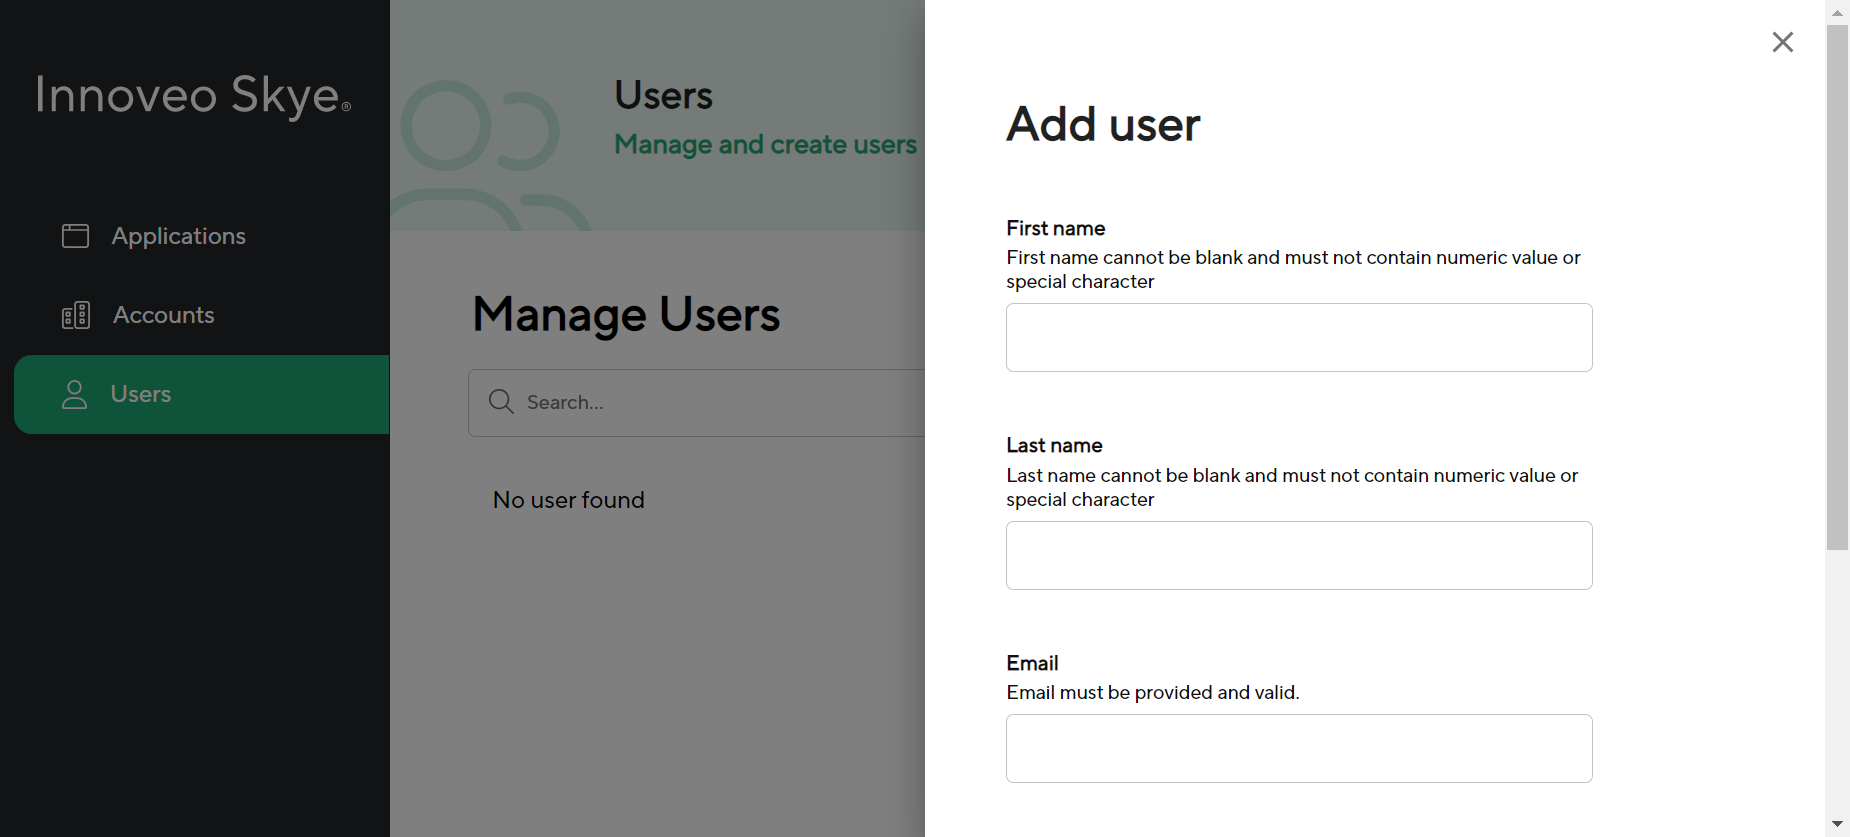 Innoveo Skye®
Applications
Accounts
Users
Users
Manage and create users
Manage Users
Search...
No user found
Add user
First name
First name cannot be blank and must not contain numeric value or
special character
Last name
Last name cannot be blank and must not contain numeric value or
special character
Email
Email must be provided and valid.